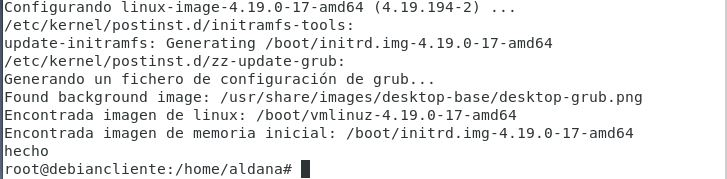 Configurando linux-image-4.19.0-17-amd64 (4.19.194-2) ...
/etc/kernel/postinst.d/initramfs-tools:
update-initramfs: Generating /boot/initrd.img-4.19.0-17-amd64
/etc/kernel/postinst.d/zz-update-grub:
Generando un fichero de configuración de grub...
Found background image: /usr/share/images/desktop-base/desktop-grub.png
Encontrada imagen de linux: /boot/vmlinuz-4.19.0-17-amd64
Encontrada imagen de memoria inicial: /boot/initrd.img-4.19.0-17-amd64
hecho
root@debiancliente:/home/aldana#